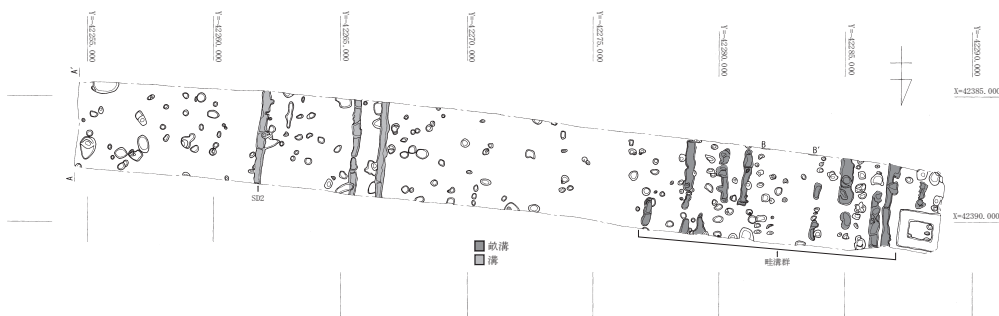 Y=-42255.000
Y=-42260.000
Y=-42265.000
Y=-42270.000
Y=-42275.000
Y=-42280.000
Y=-42285.000
Y=-42290.000
X=42385.000
X=42390.000
A'
A
B
B'
SD2
畝溝
溝
畦溝群